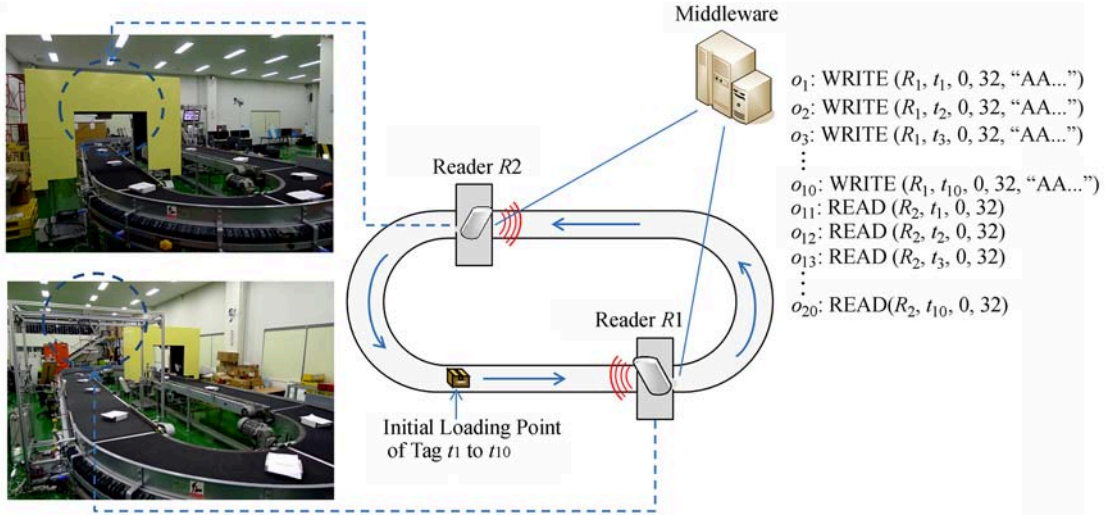 Middleware
o1: WRITE (R1, t1, 0, 32, “AA...”)
o2: WRITE (R1, t2, 0, 32, “AA...”)
o3: WRITE (R1, t3, 0, 32, “AA...”)
⋮
o10: WRITE (R1, t10, 0, 32, “AA...”)
o11: READ (R2, t1, 0, 32)
o12: READ (R2, t2, 0, 32)
o13: READ (R2, t3, 0, 32)
⋮
o20: READ(R2, t10, 0, 32)
Reader R2
Reader R1
Initial Loading Point
of Tag t1 to t10